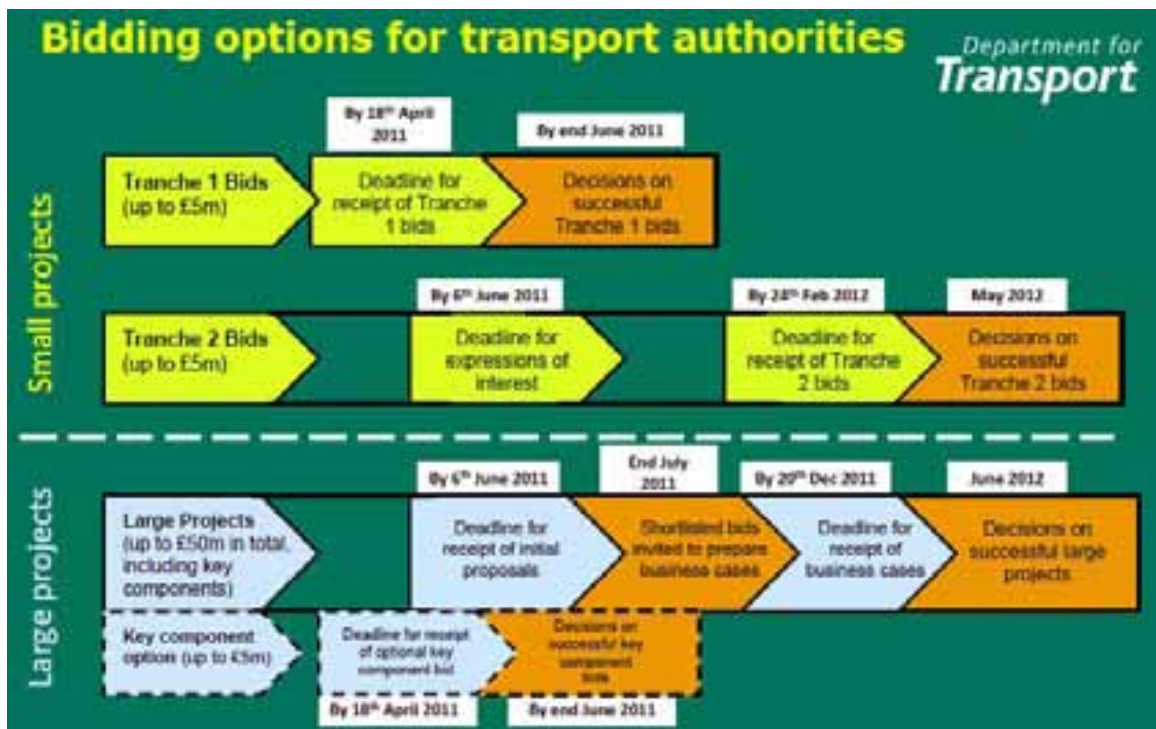 Bidding options for transport authorities
Department for
Transport
Small projects
By 18th April
2011
By end June 2011
Tranche 1 Bids
(up to £5m)
Deadline for
receipt of Tranche
1 bids
Decisions on
successful
Tranche 1 bids
By 6th June 2011
By 24th Feb 2012
May 2012
Tranche 2 Bids
(up to £5m)
Deadline for
expressions of
interest
Deadline for
receipt of Tranche
2 bids
Decisions on
successful
Tranche 2 bids
Large projects
By 6th June 2011
End July
2011
By 20th Dec 2011
June 2012
Large Projects
(up to £50m in total,
including key
components)
Deadline for
receipt of initial
proposals
Shortlisted bids
invited to prepare
business cases
Deadline for
receipt of
business cases
Decisions on
successful large
projects
Key component
option (up to £5m)
Deadline for receipt
of optional key
component bid
Decisions on
successful key
component
bids
By 18th April 2011
By end June 2011